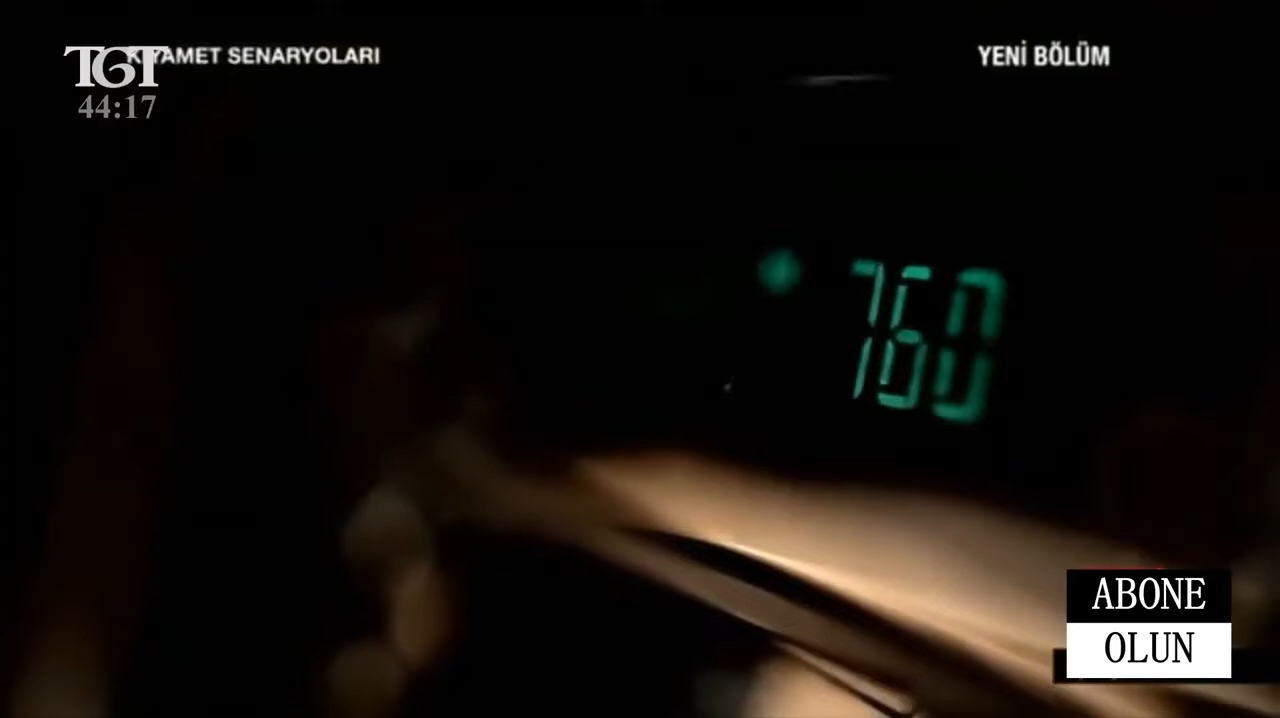 TGT
KIYAMET SENARYOLARI
YENİ BÖLÜM
44:17
760
ABONE
OLUN